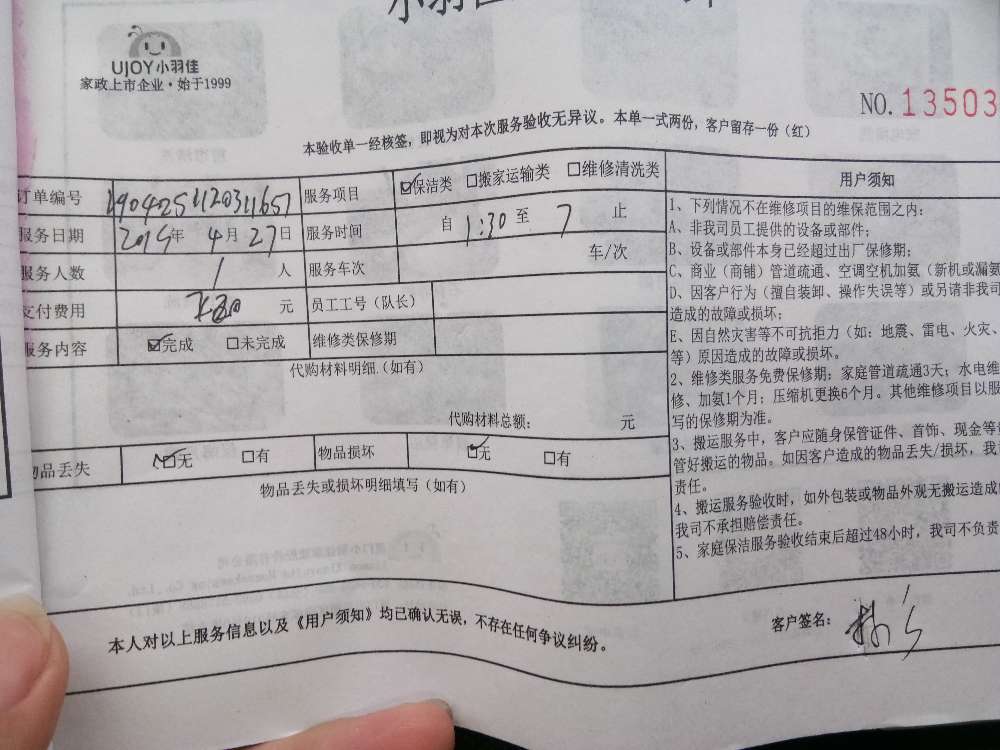 UJOY小羽佳
家政上市企业·始于1999
NO.13503
本验收单一经核签，即视为对本次服务验收无异议。本单一式两份，客户留存一份（红）
订单编号 服务项目 ☑保洁类 □搬家运输类 □维修清洗类
服务日期 2019年 4月27日 服务时间 自 1:30 至 7 止
服务人数 1 人 服务车次 车/次
支付费用 元 员工工号（队长）
服务内容 ☑完成 □未完成 维修类保修期
代购材料明细.（如有）
代购材料总额: 元
物品丢失 ☑无 □有 物品损坏 ☑无 □有
物品丢失或损坏明细填写（如有）
用户须知
1、下列情况不在维修项目的维保范围之内:
A、非我司员工提供的设备或部件;
B、设备或部件本身已经超过出厂保修期;
C、商业（商铺）管道疏通、空调空机加氨（新机或漏氨
D、因客户行为（擅自装卸、操作失误等）或另请非我司
造成的故障或损坏;
E、因自然灾害等不可抗拒力（如: 地震、雷电、火灾、
等）原因造成的故障或损坏.
2、维修类服务免费保修期: 家庭管道疏通3天; 水电维
修、加氨1个月; 压缩机更换6个月。其他维修项目以服
写的保修期为准。
3、搬运服务中, 客户应随身保管证件、首饰、现金等
管好搬运的物品。如因客户造成的物品丢失/损坏, 我
责任。
4、搬运服务验收时, 如外包装或物品外观无搬运造成
我司不承担赔偿责任。
5、家庭保洁服务验收结束后超过48小时, 我司不负责
本人对以上服务信息以及《用户须知》均已确认无误, 不存在任何争议纠纷。
客户签名: